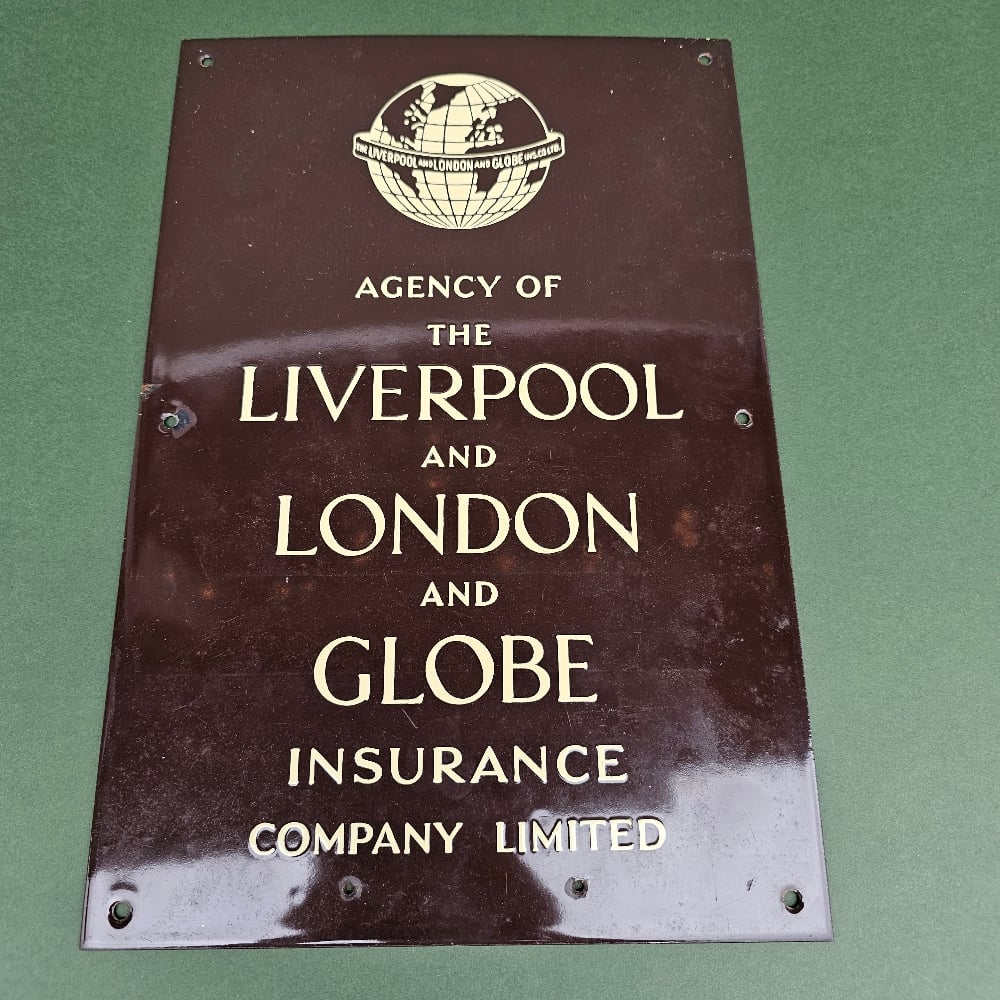 THE LIVERPOOL AND LONDON AND GLOBE INS. CO. LTD.
AGENCY OF
THE
LIVERPOOL
AND
LONDON
AND
GLOBE
INSURANCE
COMPANY LIMITED